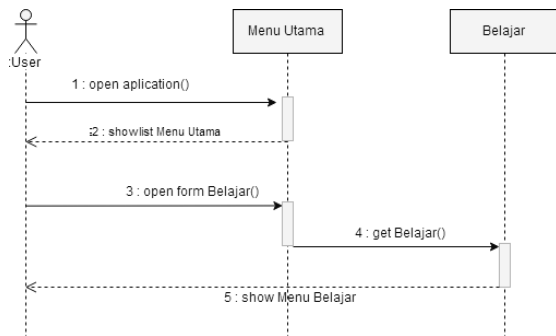 :User
Menu Utama
Belajar
1 : open aplication()
:2 : showlist Menu Utama
3 : open form Belajar()
4 : get Belajar()
5 : show Menu Belajar